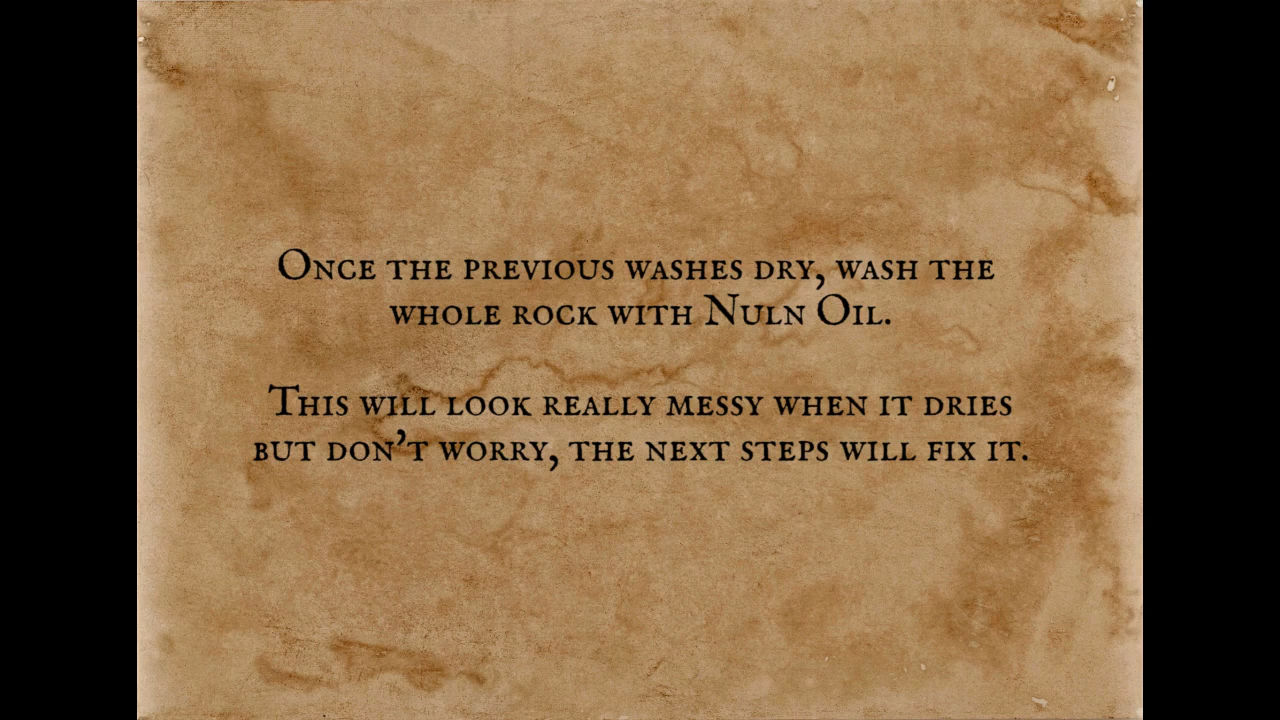 Once the previous washes dry, wash the
whole rock with Nuln Oil.
This will look really messy when it dries
but don't worry, the next steps will fix it.